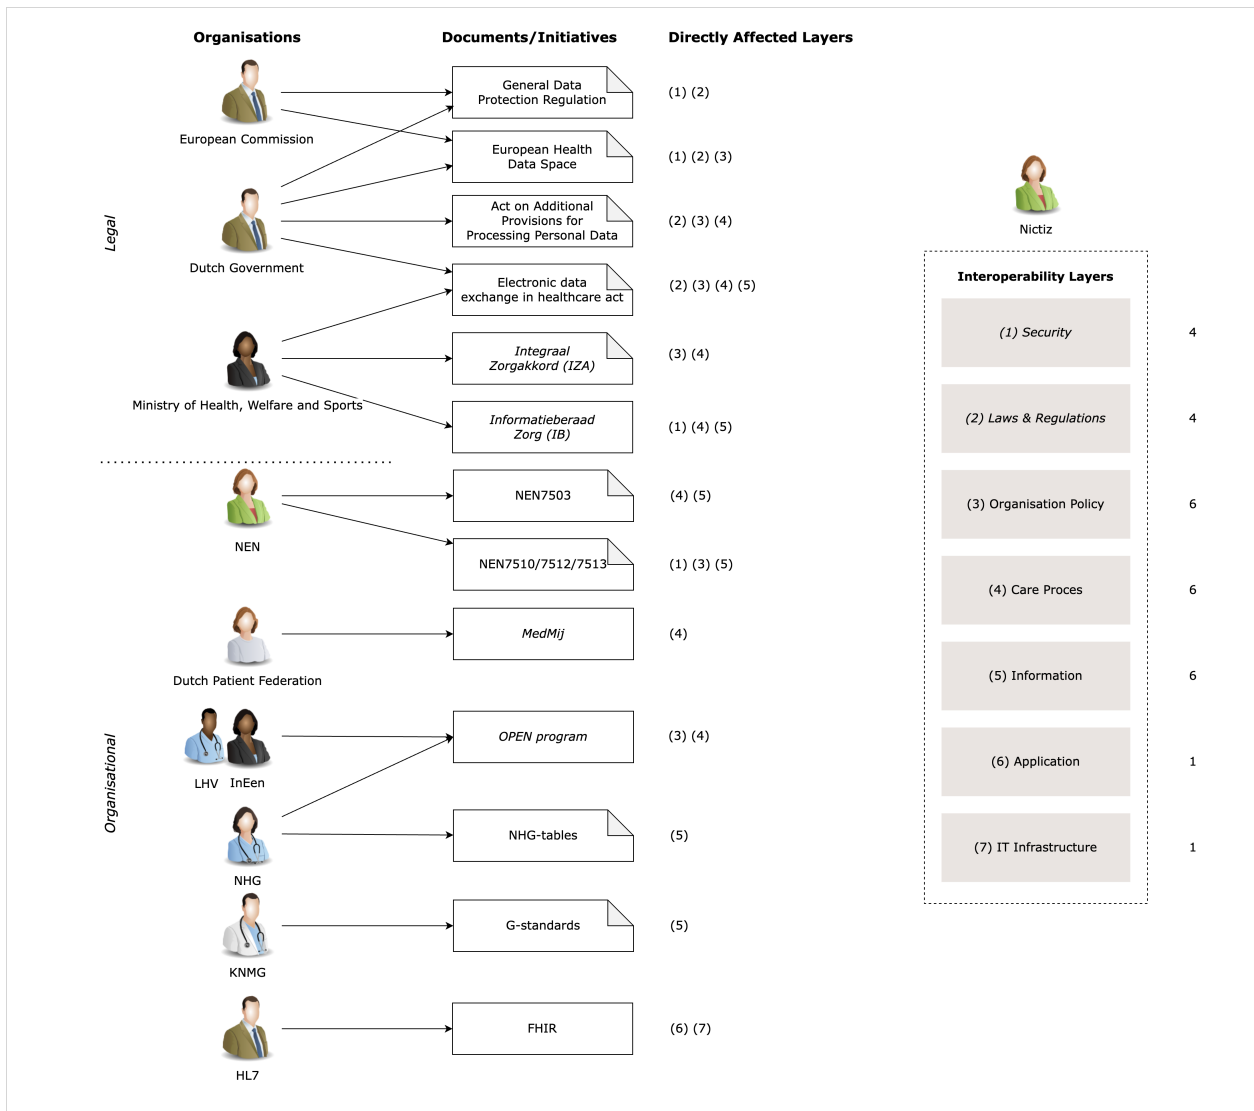 Organisations
Documents/Initiatives
Directly Affected Layers
European Commission
General Data
Protection Regulation
(1) (2)
European Health
Data Space
(1) (2) (3)
Legal
Dutch Government
Act on Additional
Provisions for
Processing Personal Data
(2) (3) (4)
Electronic data
exchange in healthcare act
(2) (3) (4) (5)
Ministry of Health, Welfare and Sports
Integraal
Zorgakkord (IZA)
(3) (4)
Informatieberaad
Zorg (IB)
(1) (4) (5)
NEN
NEN7503
(4) (5)
NEN7510/7512/7513
(1) (3) (5)
Dutch Patient Federation
MedMij
(4)
Organisational
LHV
InEen
OPEN program
(3) (4)
NHG
NHG-tables
(5)
KNMG
G-standards
(5)
HL7
FHIR
(6) (7)
Nictiz
Interoperability Layers
(1) Security
4
(2) Laws & Regulations
4
(3) Organisation Policy
6
(4) Care Proces
6
(5) Information
6
(6) Application
1
(7) IT Infrastructure
1